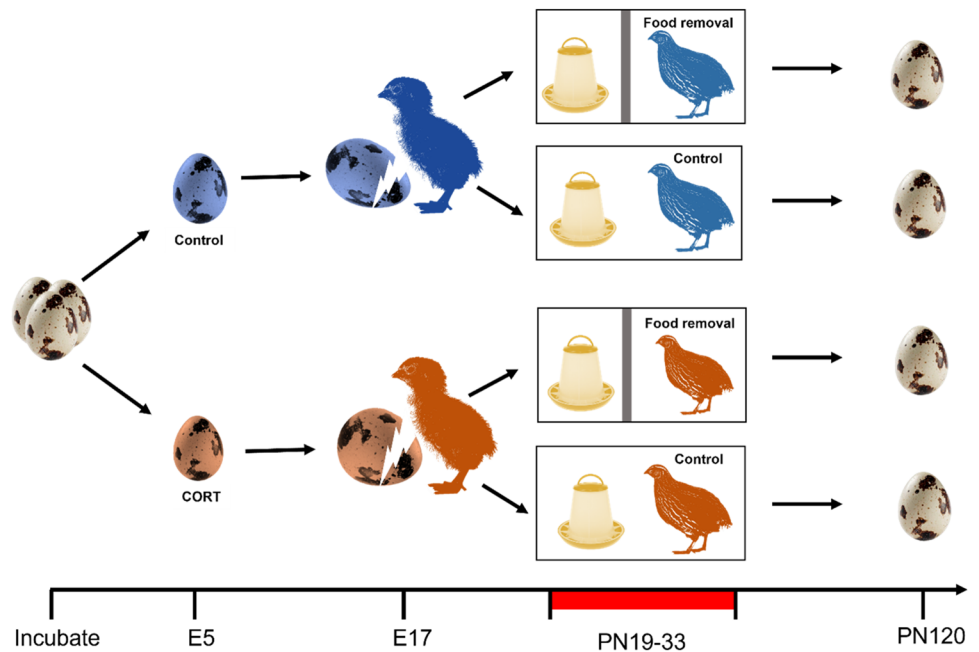 Food removal
Control
Control
Food removal
Control
CORT
Incubate
E5
E17
PN19-33
PN120